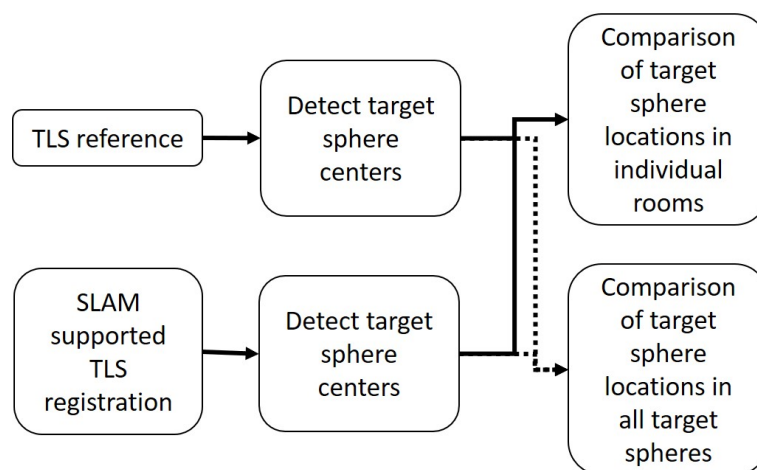 TLS reference
Detect target
sphere
centers
Comparison
of target
sphere
locations in
individual
rooms
SLAM
supported
TLS
registration
Detect target
sphere
centers
Comparison
of target
sphere
locations in
all target
spheres